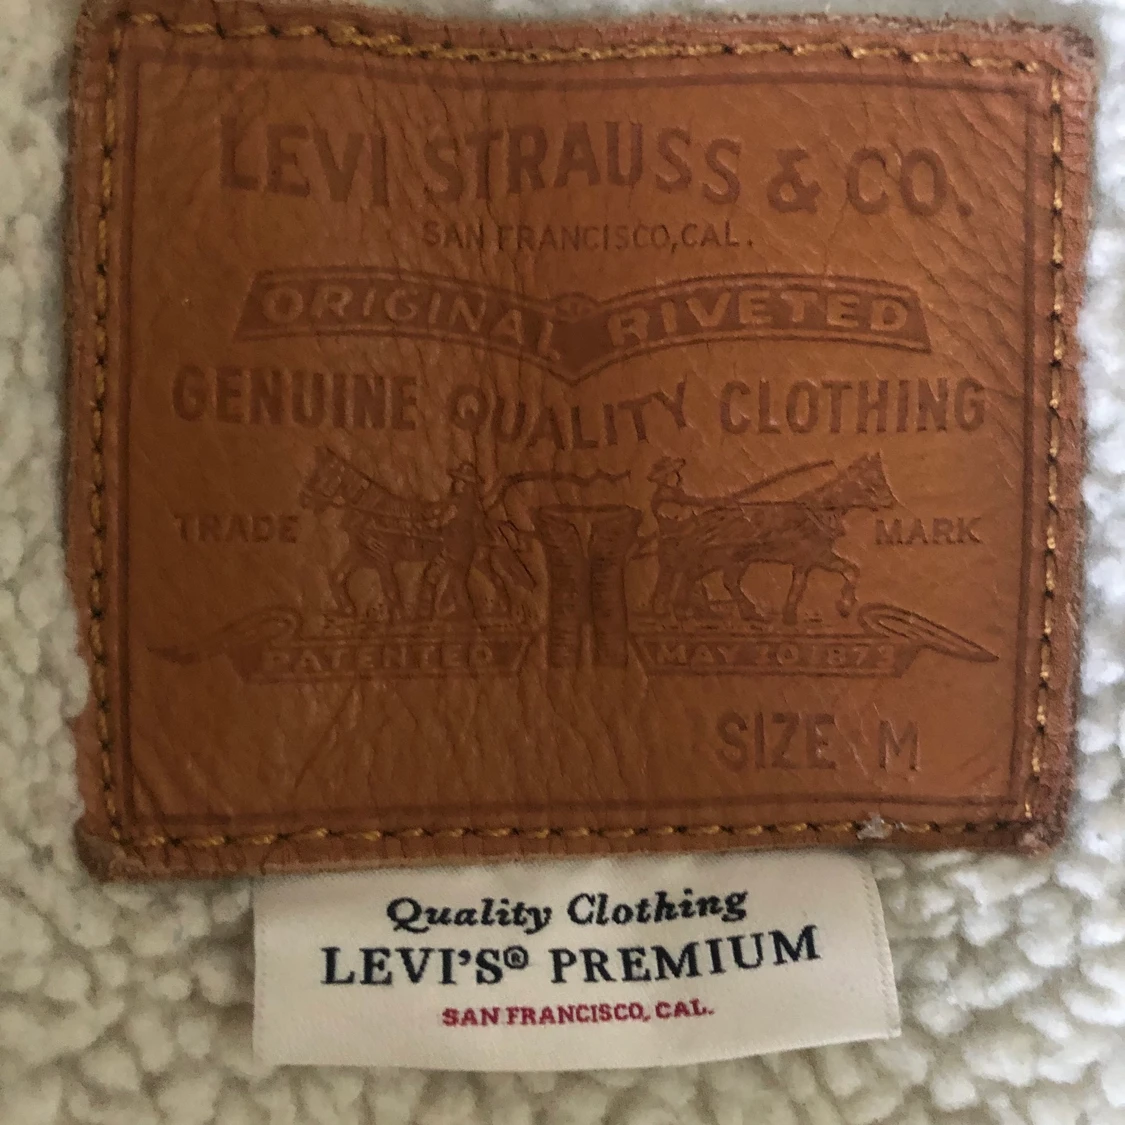 LEVI STRAUSS & CO.
SAN FRANCISCO, CAL.
ORIGINAL RIVETED
GENUINE QUALITY CLOTHING
TRADE MARK
PATENTED MAY 20 1873
SIZE M
Quality Clothing
LEVI'S® PREMIUM
SAN FRANCISCO, CAL.